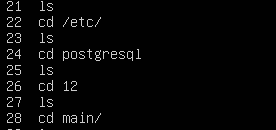 21 ls
22 cd /etc/
23 ls
24 cd postgresql
25 ls
26 cd 12
27 ls
28 cd main/